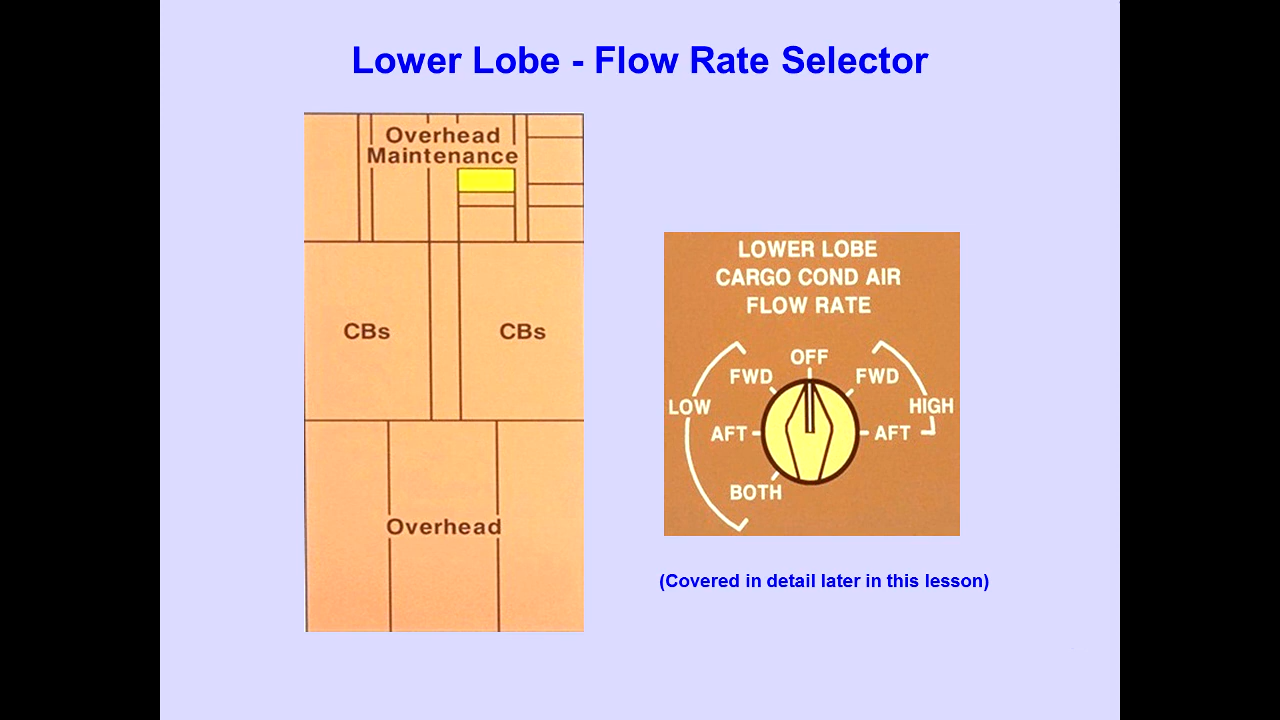 Lower Lobe - Flow Rate Selector
Overhead
Maintenance
CBs
CBs
Overhead
LOWER LOBE
CARGO COND AIR
FLOW RATE
OFF
FWD
FWD
LOW
HIGH
AFT
AFT
BOTH
(Covered in detail later in this lesson)